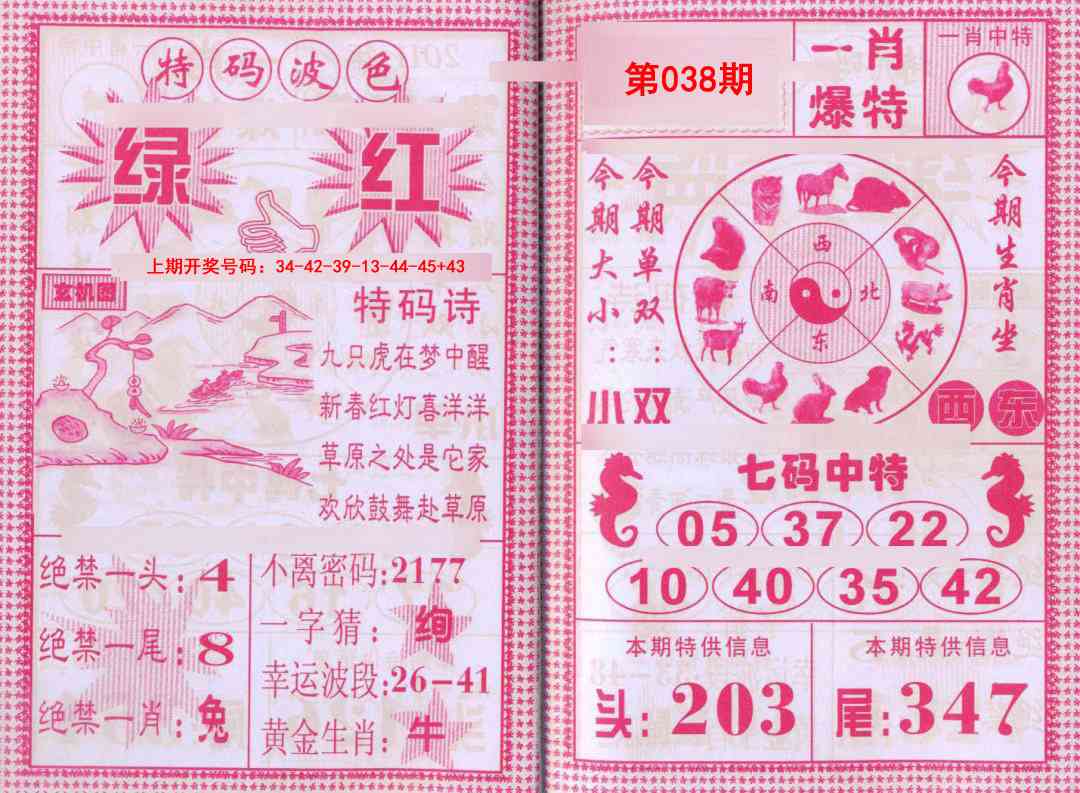 特码波色
绿 红
上期开奖号码：34-42-39-13-44-45+43
玄机图
特码诗
九只虎在梦中醒
新春红灯喜洋洋
草原之处是它家
欢欣鼓舞赴草原
绝禁一头：4
绝禁一尾：8
绝禁一肖：兔
不离密码：2177
一字猜：绚
幸运波段：26-41
黄金生肖：牛
第038期
一肖
爆特
一肖中特
今期大小：小
今期单双：双
西
南 北
东
今期生肖坐
西东
七码中特
05 37 22
10 40 35 42
本期特供信息
头：203
本期特供信息
尾：347